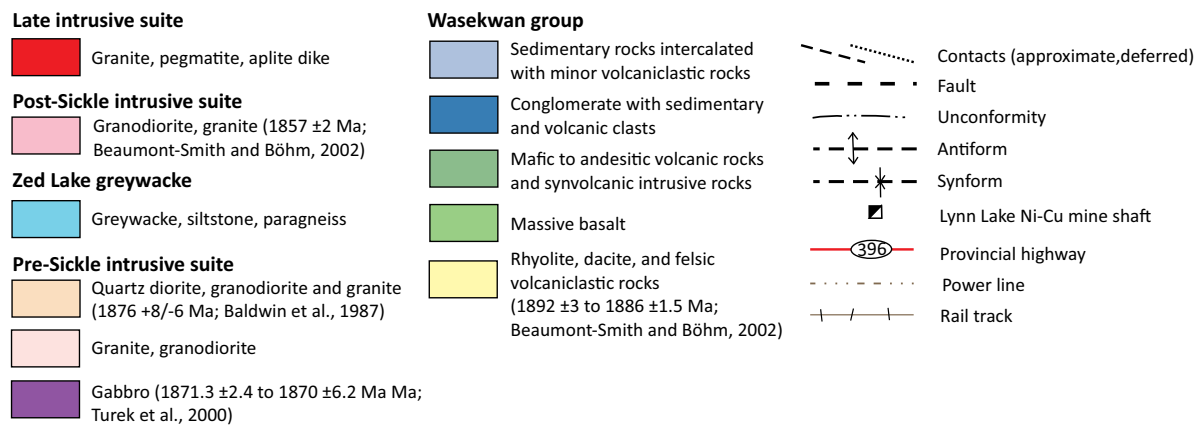 Late intrusive suite
Granite, pegmatite, aplite dike
Post-Sickle intrusive suite
Granodiorite, granite (1857 ±2 Ma;
Beaumont-Smith and Böhm, 2002)
Zed Lake greywacke
Greywacke, siltstone, paragneiss
Pre-Sickle intrusive suite
Quartz diorite, granodiorite and granite
(1876 +8/-6 Ma; Baldwin et al., 1987)
Granite, granodiorite
Gabbro (1871.3 ±2.4 to 1870 ±6.2 Ma Ma;
Turek et al., 2000)
Wasekwan group
Sedimentary rocks intercalated
with minor volcaniclastic rocks
Conglomerate with sedimentary
and volcanic clasts
Mafic to andesitic volcanic rocks
and synvolcanic intrusive rocks
Massive basalt
Rhyolite, dacite, and felsic
volcaniclastic rocks
(1892 ±3 to 1886 ±1.5 Ma;
Beaumont-Smith and Böhm, 2002)
Contacts (approximate,deferred)
Fault
Unconformity
Antiform
Synform
Lynn Lake Ni-Cu mine shaft
396
Provincial highway
Power line
Rail track